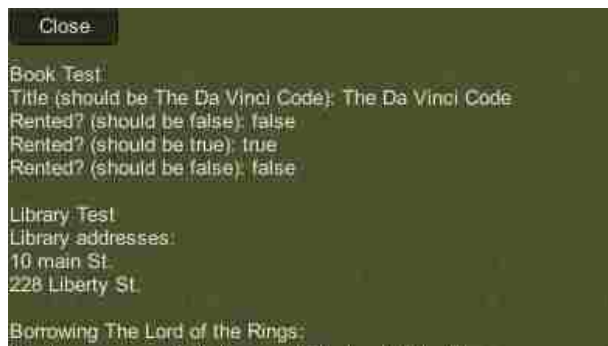 Close
Book Test
Title (should be The Da Vinci Code): The Da Vinci Code
Rented? (should be false): false
Rented? (should be true): true
Rented? (should be false): false
Library Test
Library addresses:
10 main St.
228 Liberty St.
Borrowing The Lord of the Rings: